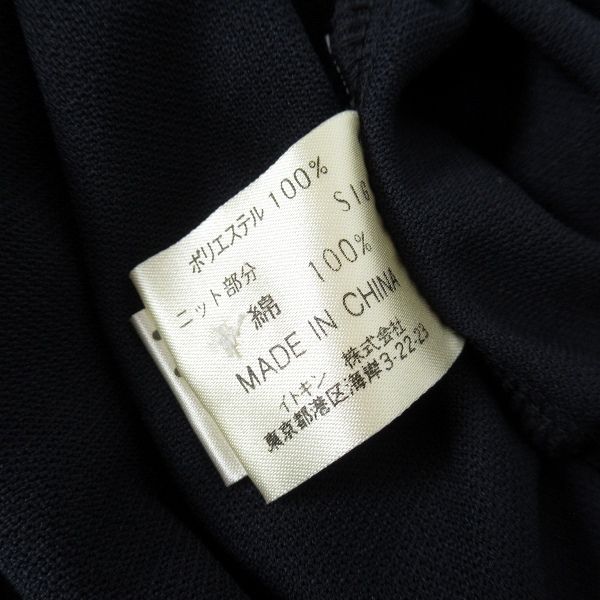 ポリエステル 100%
SIG
ニット部分
綿 100%
MADE IN CHINA
イトキン 株式会社
東京都港区海岸3-22-23